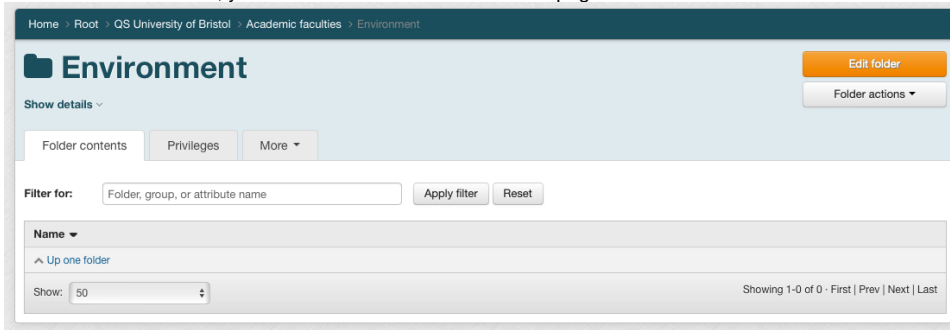 Home > Root > QS University of Bristol > Academic faculties > Environment
Environment
Edit folder
Show details
Folder actions
Folder contents Privileges More
Filter for: Folder, group, or attribute name Apply filter Reset
Name
Up one folder
Show: 50 Showing 1-0 of 0 · First | Prev | Next | Last